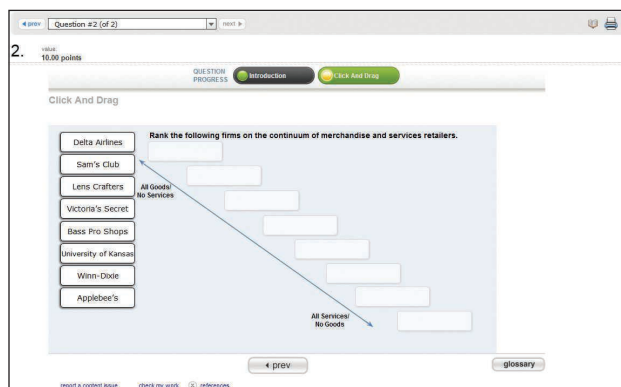 prev Question #2 (of 2) next
2. value:
10.00 points
QUESTION PROGRESS Introduction Click And Drag
Click And Drag
Rank the following firms on the continuum of merchandise and services retailers.
Delta Airlines
Sam's Club
Lens Crafters
Victoria's Secret
Bass Pro Shops
University of Kansas
Winn-Dixie
Applebee's
All Goods/
No Services
All Services/
No Goods
prev
glossary
report a content issue check my work references